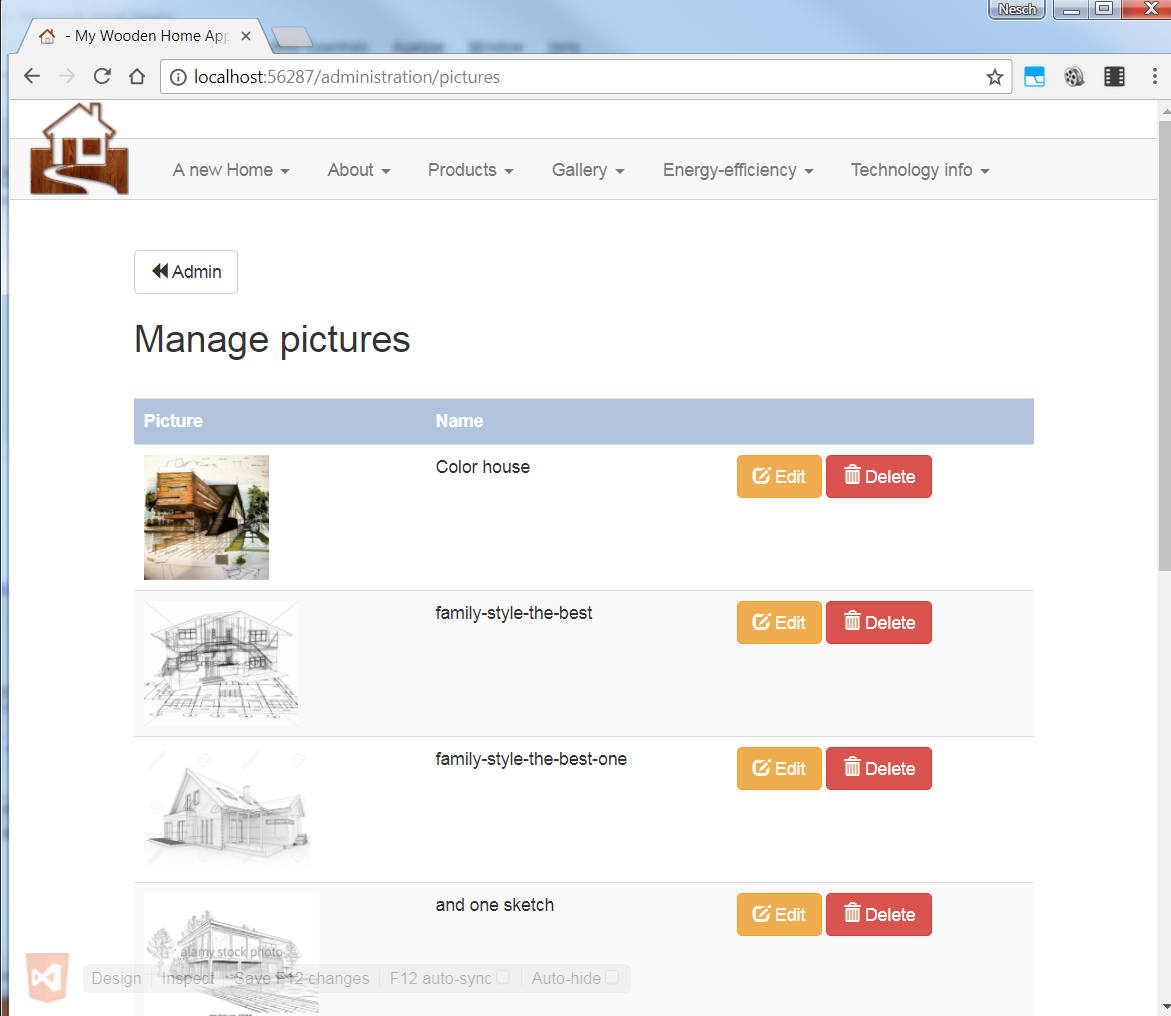 Nesch
- My Wooden Home App
localhost:56287/administration/pictures
A new Home About Products Gallery Energy-efficiency Technology info
Admin
Manage pictures
Picture Name
Color house Edit Delete
family-style-the-best Edit Delete
family-style-the-best-one Edit Delete
and one sketch Edit Delete
alamy stock photo
Design Inspect Save F12 changes F12 auto-sync Auto-hide